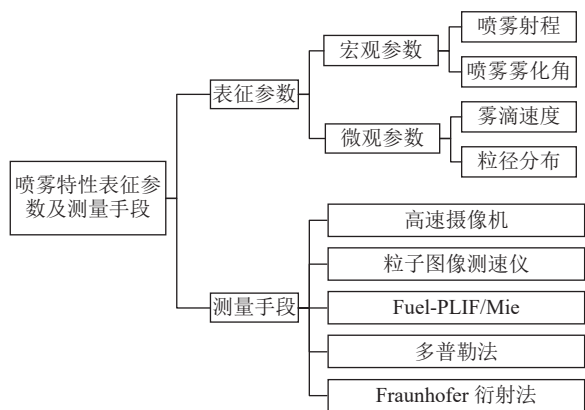 喷雾特性表征参
数及测量手段
表征参数
宏观参数
喷雾射程
喷雾雾化角
微观参数
雾滴速度
粒径分布
测量手段
高速摄像机
粒子图像测速仪
Fuel-PLIF/Mie
多普勒法
Fraunhofer 衍射法